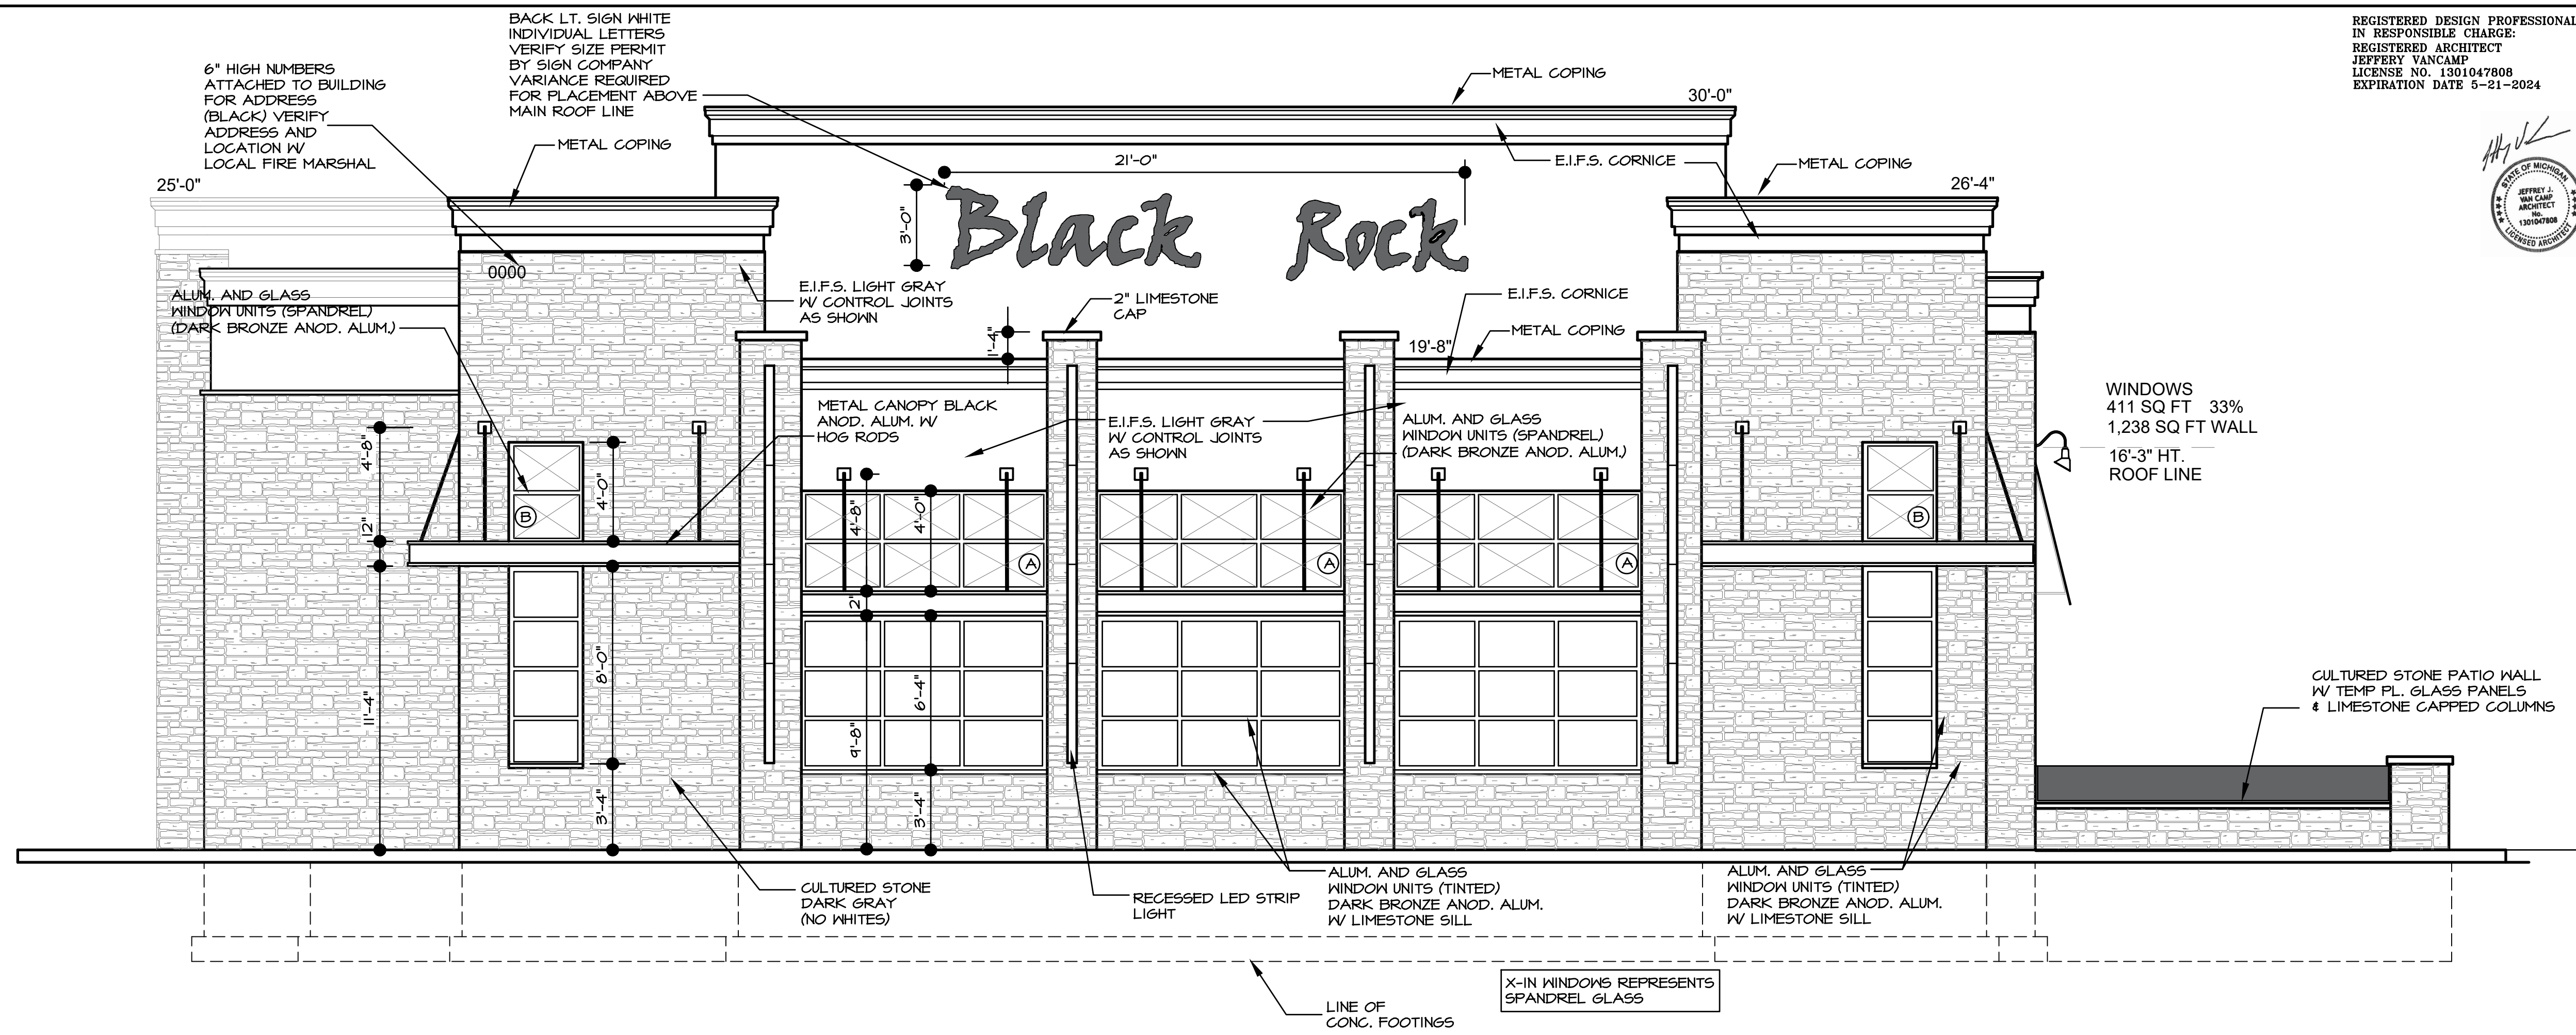 BACK LT. SIGN WHITE
INDIVIDUAL LETTERS
VERIFY SIZE PERMIT
BY SIGN COMPANY
VARIANCE REQUIRED
FOR PLACEMENT ABOVE
MAIN ROOF LINE
6" HIGH NUMBERS
ATTACHED TO BUILDING
FOR ADDRESS
(BLACK) VERIFY
ADDRESS AND
LOCATION W/
LOCAL FIRE MARSHAL
METAL COPING
METAL COPING
30'-0"
REGISTERED DESIGN PROFESSIONAL
IN RESPONSIBLE CHARGE:
REGISTERED ARCHITECT
JEFFERY VANCAMP
LICENSE NO. 1301047808
EXPIRATION DATE 5-21-2024
STATE OF MICHIGAN
JEFFREY J.
VAN CAMP
ARCHITECT
No.
1301047808
LICENSED ARCHITECT
25'-0"
21'-0"
E.I.F.S. CORNICE
METAL COPING
26'-4"
3'-0"
Black Rock
0000
ALUM. AND GLASS
WINDOW UNITS (SPANDREL)
(DARK BRONZE ANOD. ALUM.)
E.I.F.S. LIGHT GRAY
W/ CONTROL JOINTS
AS SHOWN
2" LIMESTONE
CAP
1'-4"
E.I.F.S. CORNICE
METAL COPING
19'-8"
METAL CANOPY BLACK
ANOD. ALUM. W/
HOG RODS
E.I.F.S. LIGHT GRAY
W/ CONTROL JOINTS
AS SHOWN
ALUM. AND GLASS
WINDOW UNITS (SPANDREL)
(DARK BRONZE ANOD. ALUM.)
WINDOWS
411 SQ FT 33%
1,238 SQ FT WALL
16'-3" HT.
ROOF LINE
4'-8"
12"
11'-4"
B
4'-0"
8'-0"
3'-4"
4'-8"
2'
9'-8"
4'-0"
6'-4"
3'-4"
A
A
A
B
CULTURED STONE PATIO WALL
W/ TEMP PL. GLASS PANELS
& LIMESTONE CAPPED COLUMNS
CULTURED STONE
DARK GRAY
(NO WHITES)
RECESSED LED STRIP
LIGHT
ALUM. AND GLASS
WINDOW UNITS (TINTED)
DARK BRONZE ANOD. ALUM.
W/ LIMESTONE SILL
ALUM. AND GLASS
WINDOW UNITS (TINTED)
DARK BRONZE ANOD. ALUM.
W/ LIMESTONE SILL
LINE OF
CONC. FOOTINGS
X-IN WINDOWS REPRESENTS
SPANDREL GLASS